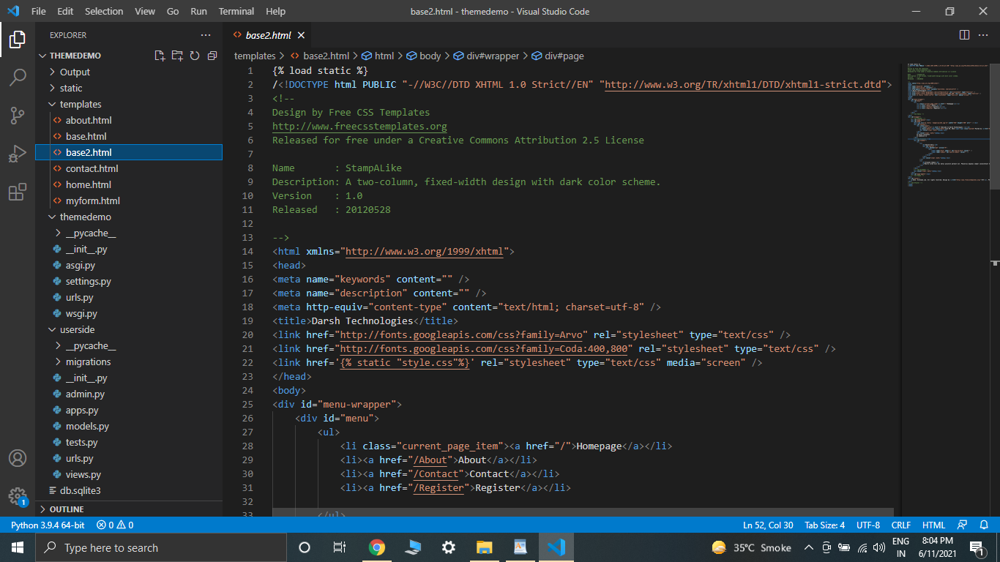 File Edit Selection View Go Run Terminal Help
base2.html - themedemo - Visual Studio Code
EXPLORER
THEMEDEMO
Output
static
templates
about.html
base.html
base2.html
contact.html
home.html
myform.html
themedemo
__pycache__
__init__.py
asgi.py
settings.py
urls.py
wsgi.py
userside
__pycache__
migrations
__init__.py
admin.py
apps.py
models.py
tests.py
urls.py
views.py
db.sqlite3
OUTLINE
1
base2.html
templates > base2.html > html > body > div#wrapper > div#page
1 {% load static %}
2 /<!DOCTYPE html PUBLIC "-//W3C//DTD XHTML 1.0 Strict//EN" "http://www.w3.org/TR/xhtml1/DTD/xhtml1-strict.dtd">
3 <!--
4 Design by Free CSS Templates
5 http://www.freecsstemplates.org
6 Released for free under a Creative Commons Attribution 2.5 License
7
8 Name       : StampALike
9 Description: A two-column, fixed-width design with dark color scheme.
10 Version    : 1.0
11 Released   : 20120528
12
13 -->
14 <html xmlns="http://www.w3.org/1999/xhtml">
15 <head>
16 <meta name="keywords" content="" />
17 <meta name="description" content="" />
18 <meta http-equiv="content-type" content="text/html; charset=utf-8" />
19 <title>Darsh Technologies</title>
20 <link href="http://fonts.googleapis.com/css?family=Arvo" rel="stylesheet" type="text/css" />
21 <link href="http://fonts.googleapis.com/css?family=Coda:400,800" rel="stylesheet" type="text/css" />
22 <link href='{% static "style.css"%}' rel="stylesheet" type="text/css" media="screen" />
23 </head>
24 <body>
25 <div id="menu-wrapper">
26     <div id="menu">
27         <ul>
28             <li class="current_page_item"><a href="/">Homepage</a></li>
29             <li><a href="/About">About</a></li>
30             <li><a href="/Contact">Contact</a></li>
31             <li><a href="/Register">Register</a></li>
32
33         </ul>
Python 3.9.4 64-bit 0 0 Ln 52, Col 30 Tab Size: 4 UTF-8 CRLF HTML
Type here to search
35°C Smoke
ENG
IN
8:04 PM
6/11/2021
1